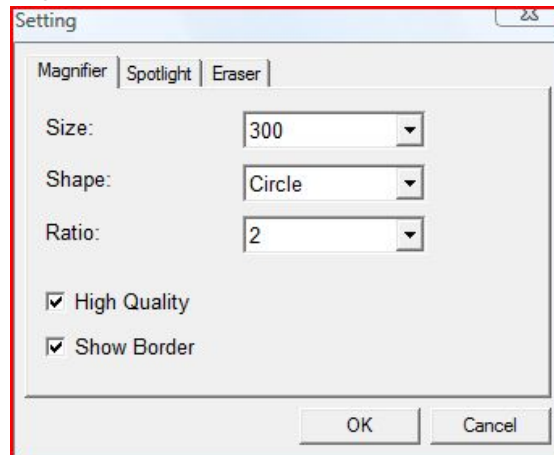 Setting
Magnifier Spotlight Eraser
Size: 300
Shape: Circle
Ratio: 2
High Quality
Show Border
OK Cancel